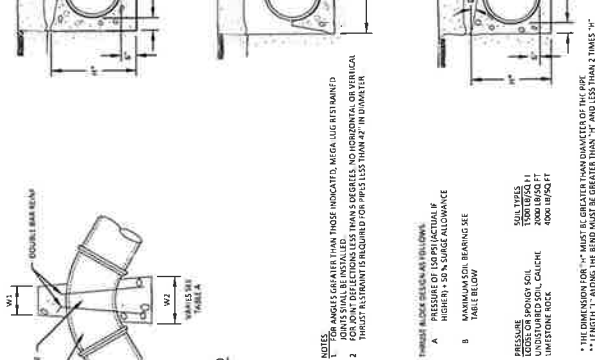 6"
"H"
6"
"H"
DOUBLE BAR REINF
W1
W2
VARIES SEE
TABLE A
NOTES
1 FOR ANGLES GREATER THAN THOSE INDICATED, MEGA-LUG RESTRAINED
JOINTS SHALL BE INSTALLED.
2 FOR JOINT DEFLECTIONS LESS THAN 5 DEGREES, NO HORIZONTAL OR VERTICAL
THRUST RESTRAINT IS REQUIRED FOR PIPES LESS THAN 42" IN DIAMETER
THRUST BLOCK DESIGN AS FOLLOWS:
A PRESSURE OF 150 PSI (ACTUAL IF
HIGHER) + 50 % SURGE ALLOWANCE
B MAXIMUM SOIL BEARING SEE
TABLE BELOW
PRESSURE SOIL TYPES
LOOSE OR SPONGY SOIL 1500 LB/SQ FT
UNDISTURBED SOIL, CALICHE 2000 LB/SQ FT
LIMESTONE ROCK 4000 LB/SQ FT
* THE DIMENSION FOR "H" MUST BE GREATER THAN DIAMETER OF THE PIPE
** LENGTH "L" ALONG THE BEND MUST BE GREATER THAN "H" AND LESS THAN 2 TIMES "H"